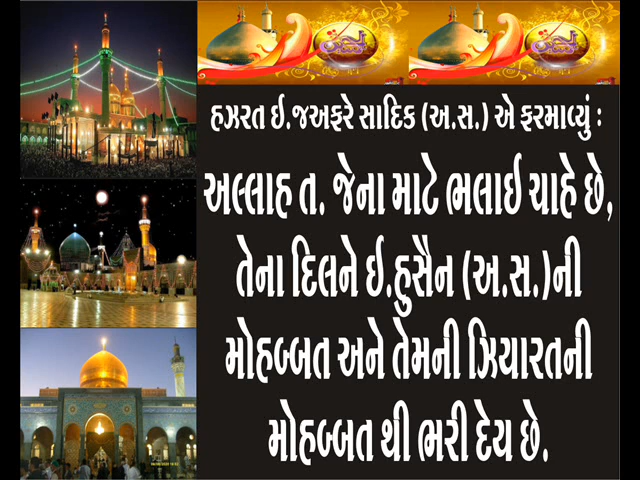 હઝરત ઈ.જઅફરે સાદિક (અ.સ.) એ ફરમાવ્યું :
અલ્લાહ ત. જેના માટે ભલાઈ ચાહે છે,
તેના દિલને ઈ.હુસૈન (અ.સ.)ની
મોહબ્બત અને તેમની ઝિયારતની
મોહબ્બત થી ભરી દેય છે.